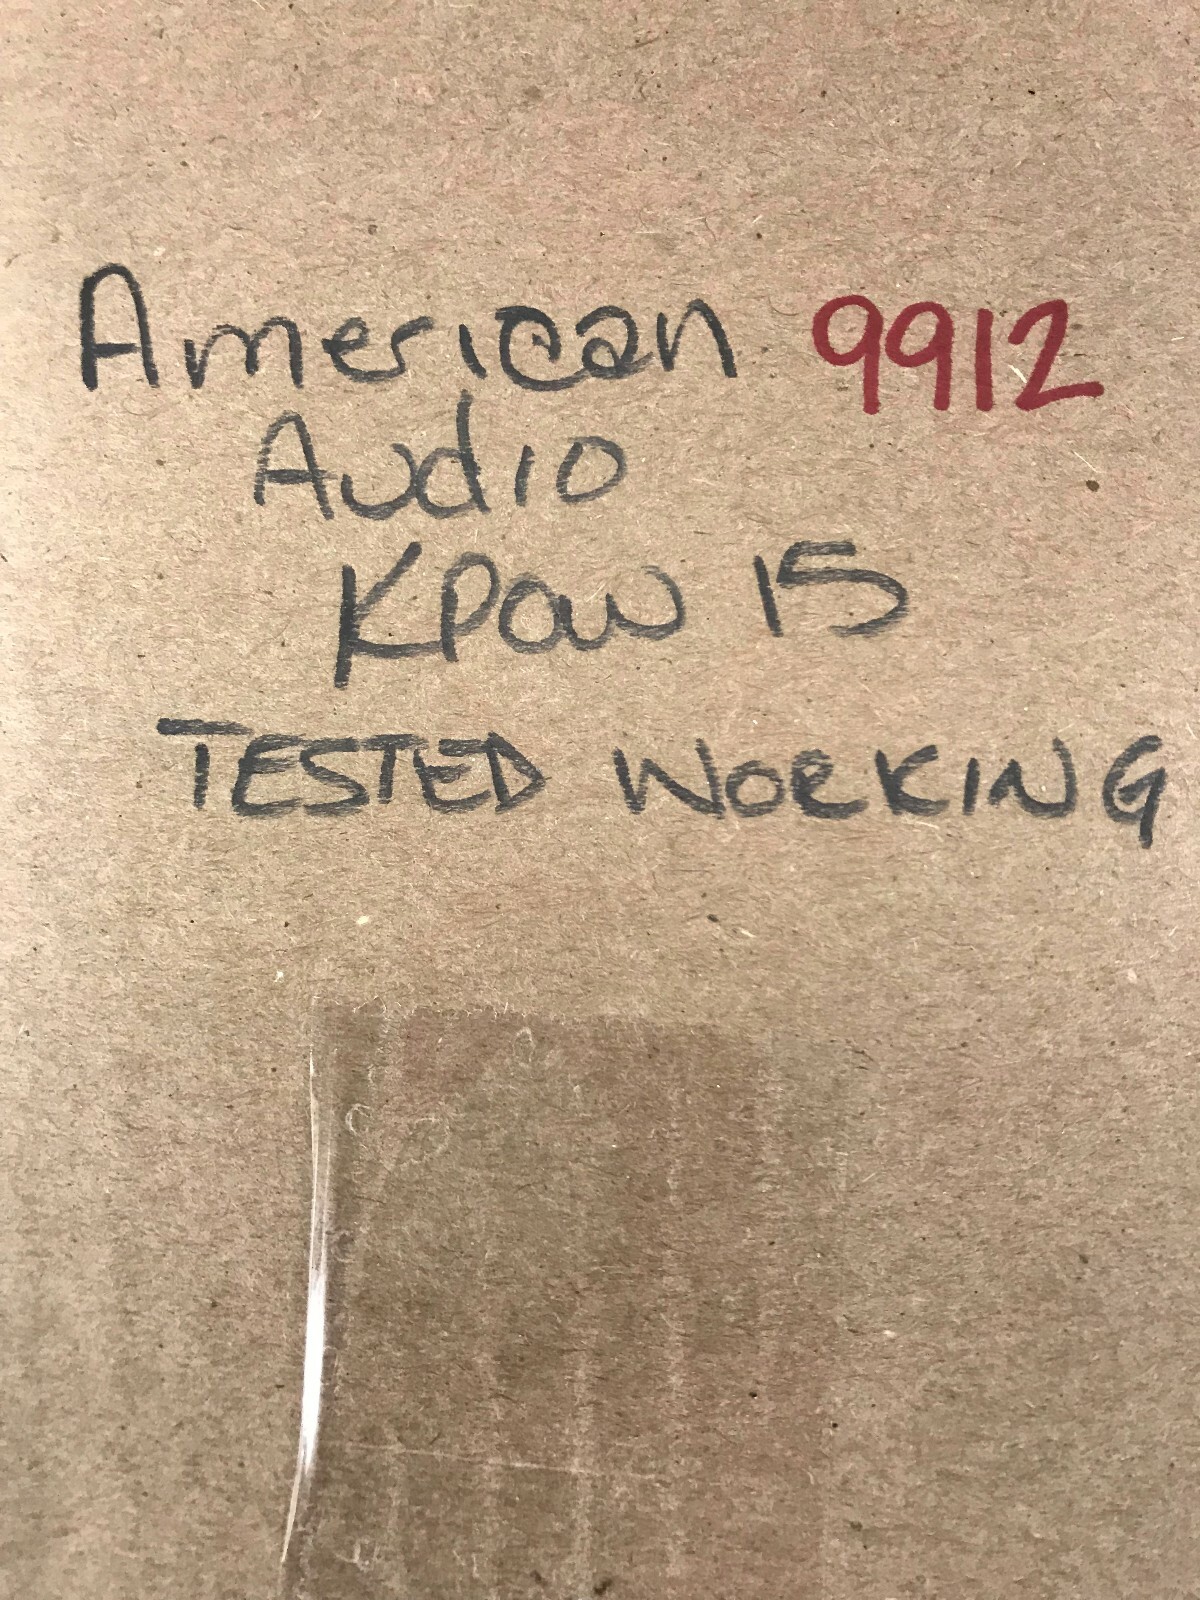 American 9912
Audio
KPOW 15
TESTED WORKING